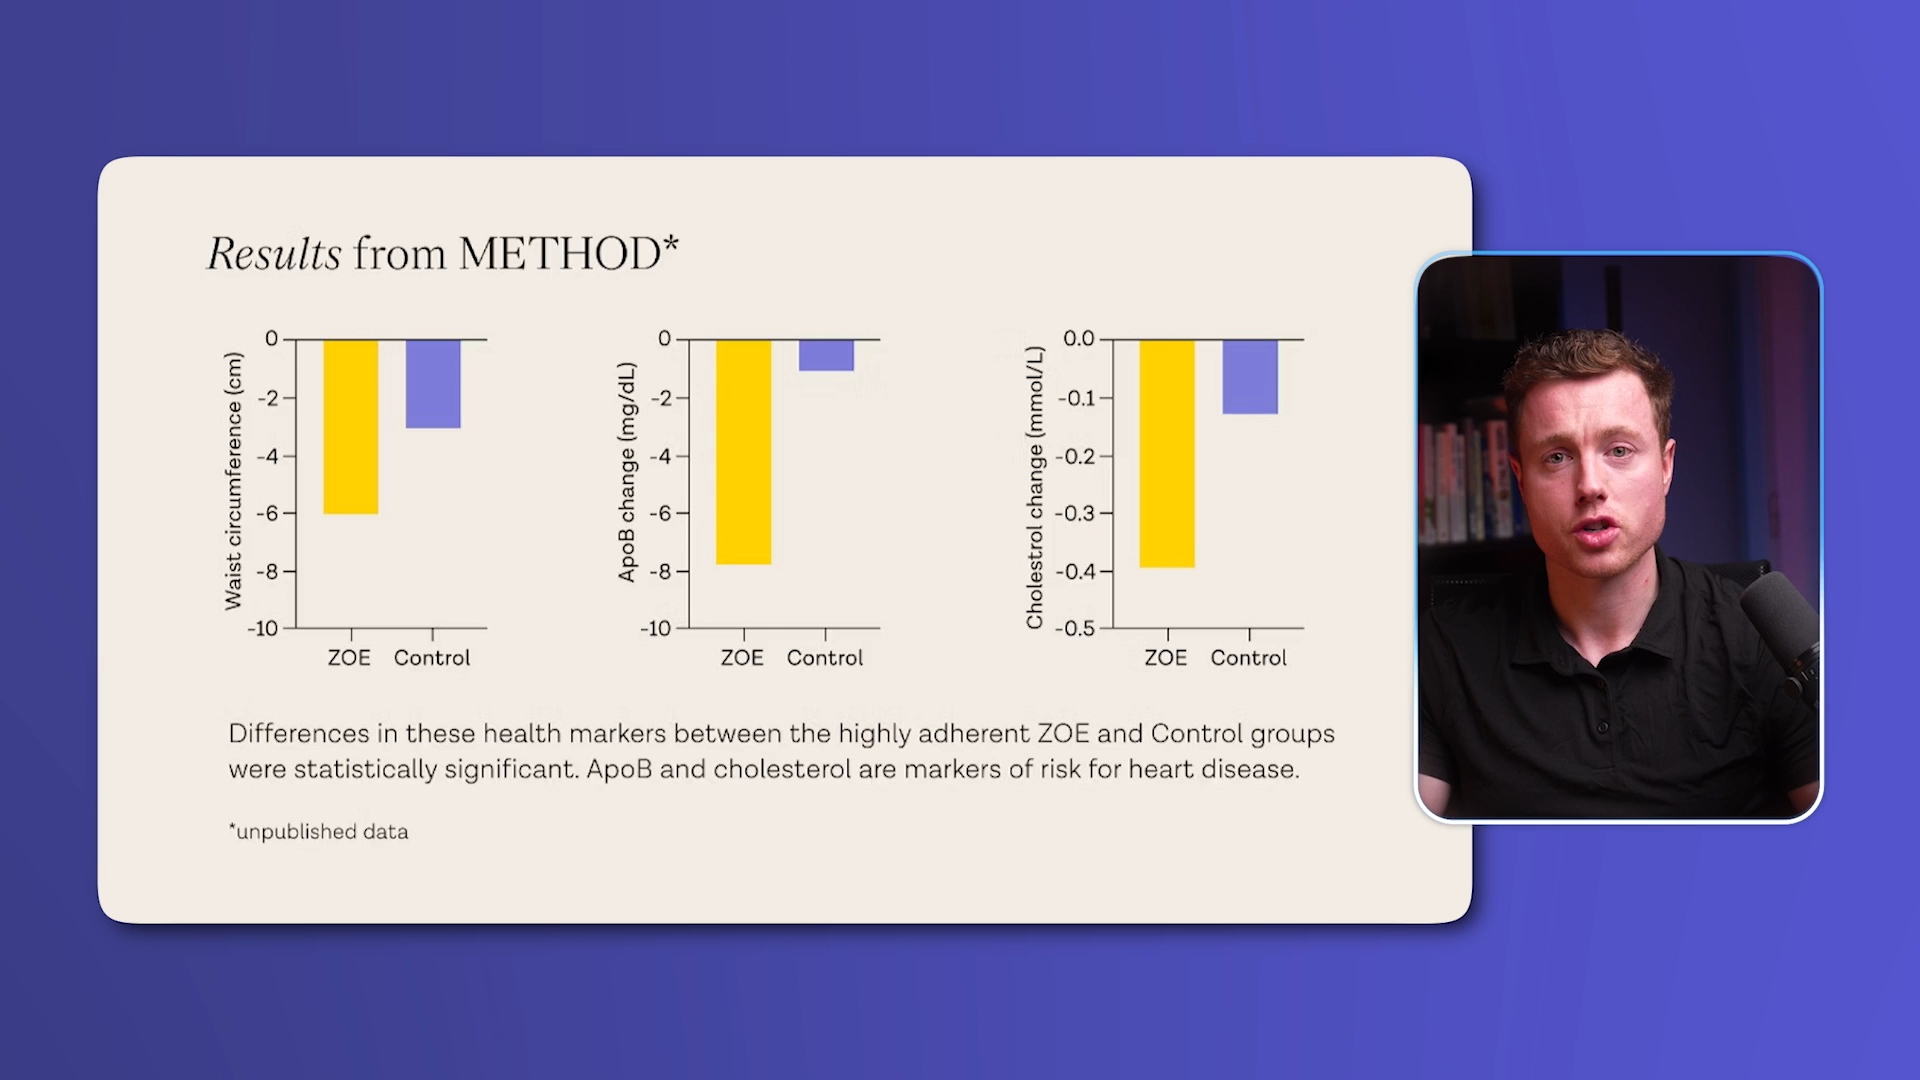 Results from METHOD*
Waist circumference (cm)
0
-2
-4
-6
-8
-10
ZOE Control
ApoB change (mg/dL)
0
-2
-4
-6
-8
-10
ZOE Control
Cholestrol change (mmol/L)
0.0
-0.1
-0.2
-0.3
-0.4
-0.5
ZOE Control
Differences in these health markers between the highly adherent ZOE and Control groups
were statistically significant. ApoB and cholesterol are markers of risk for heart disease.
*unpublished data